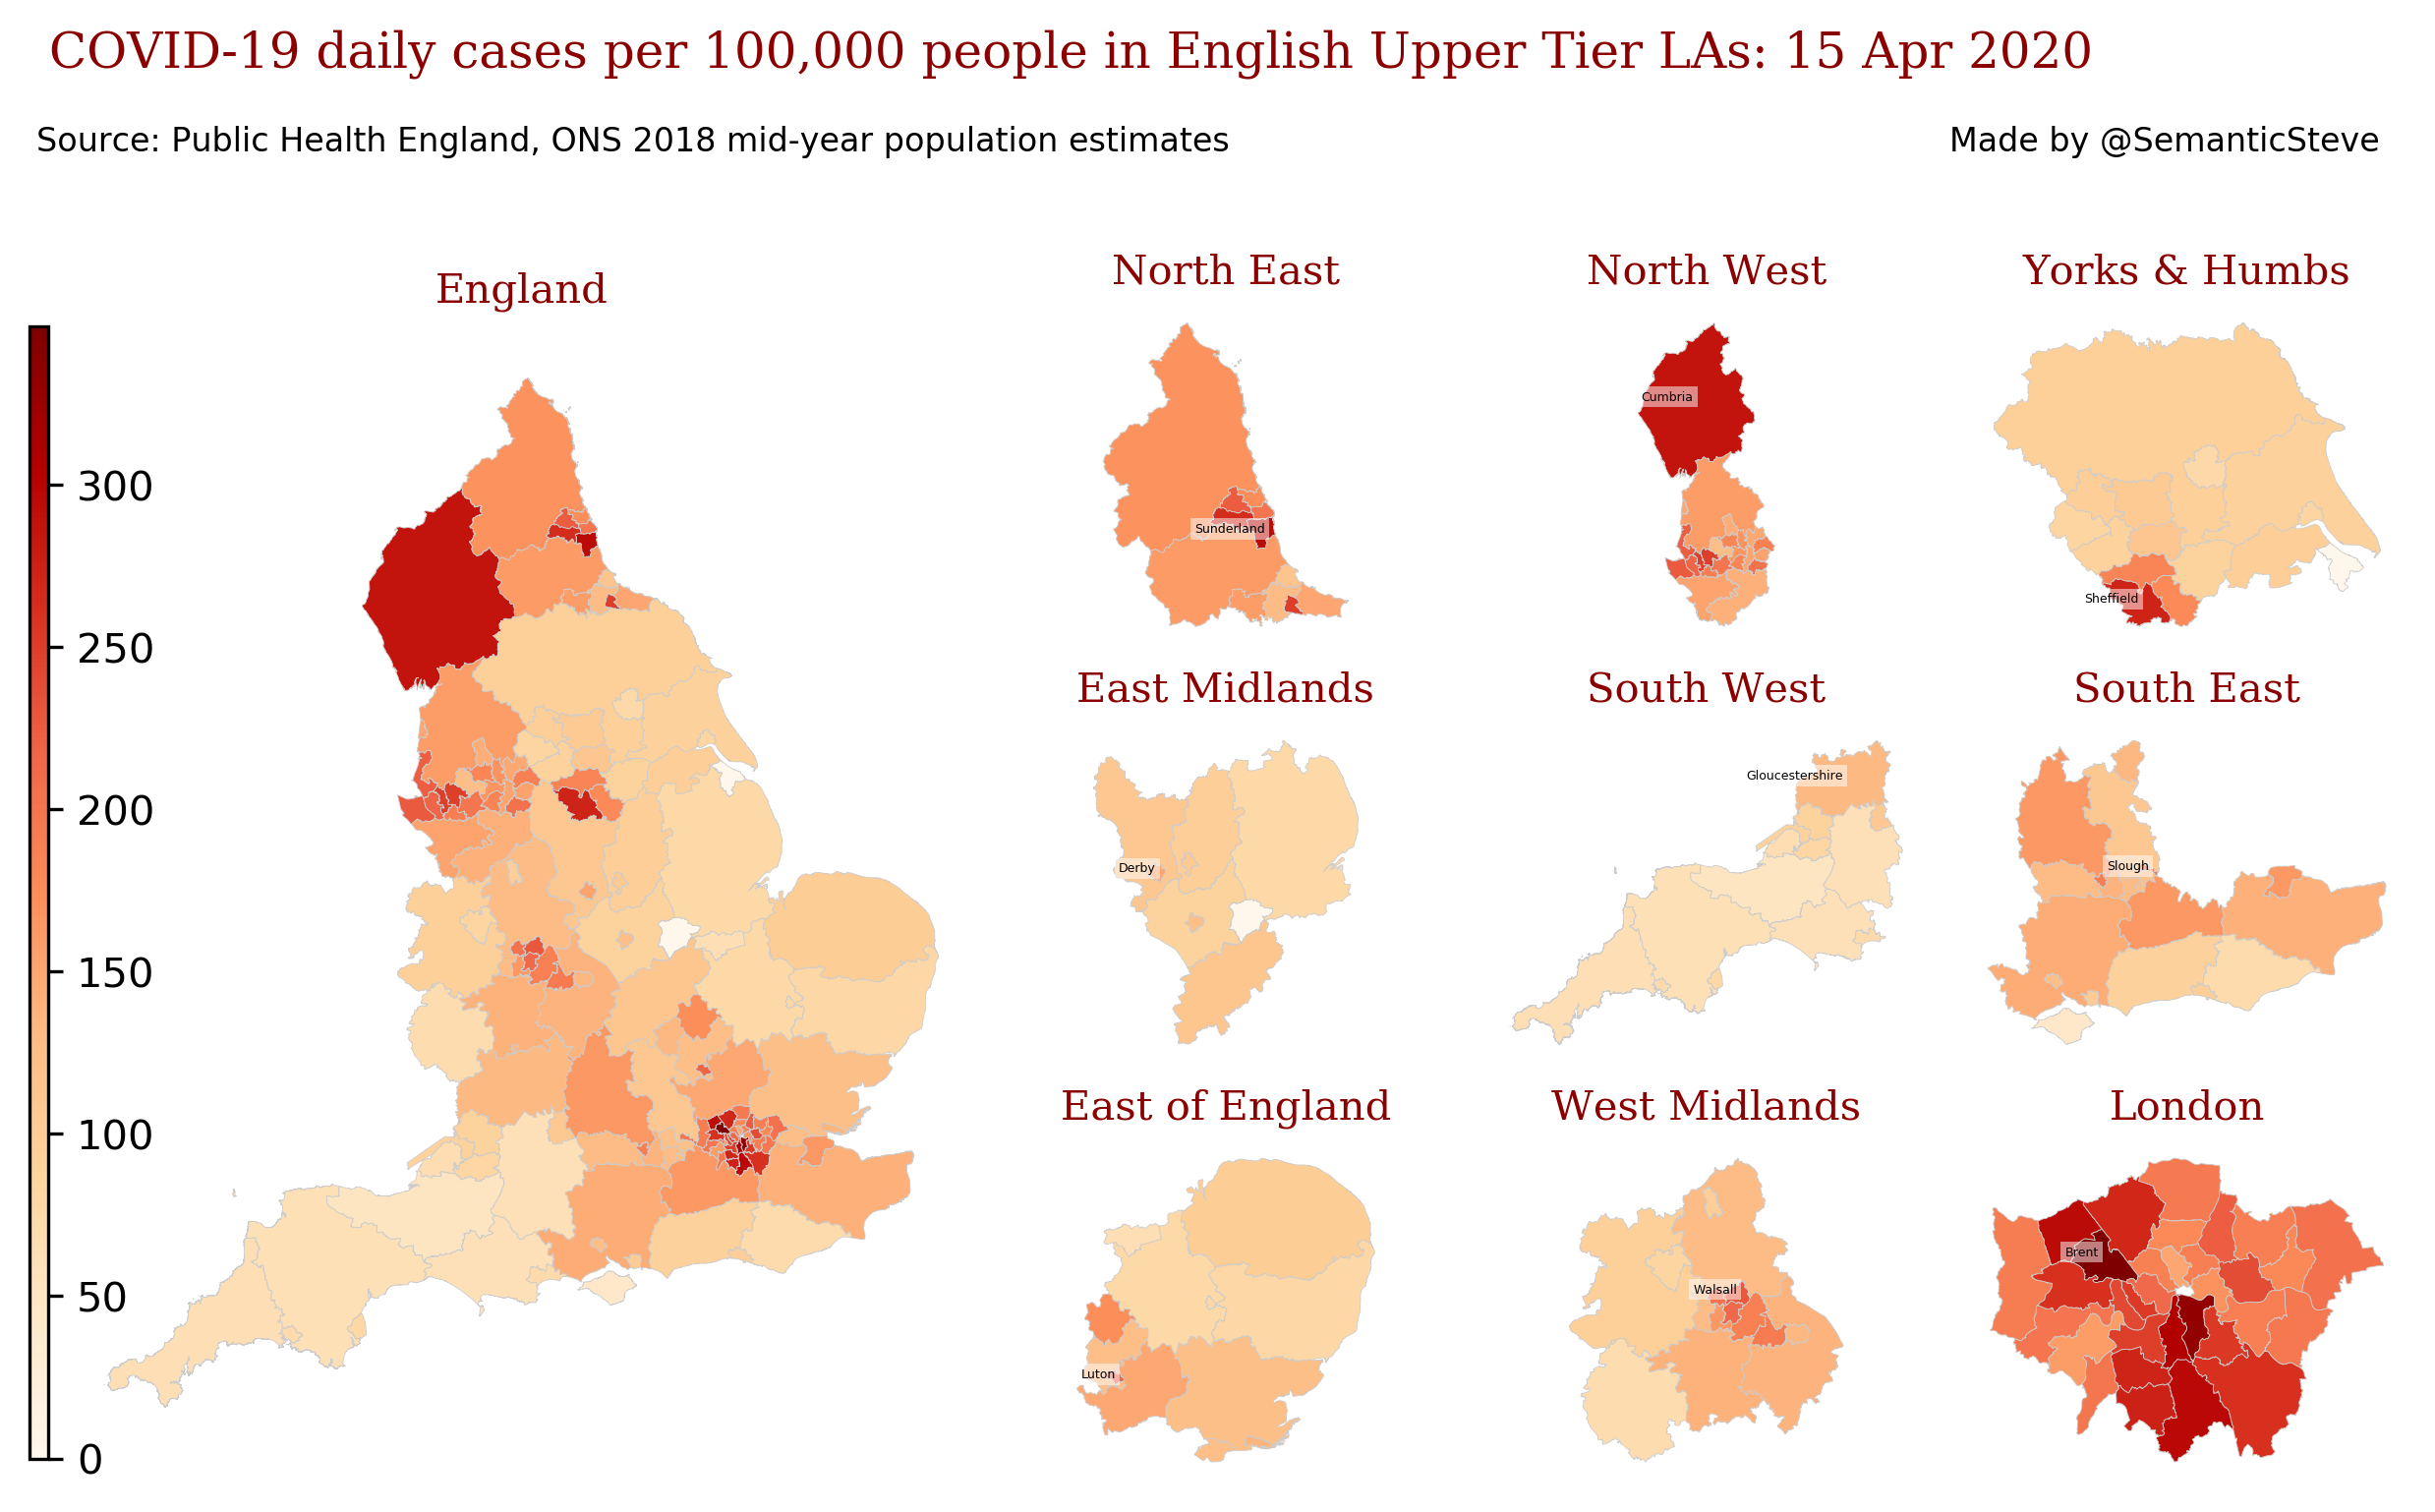 COVID-19 daily cases per 100,000 people in English Upper Tier LAs: 15 Apr 2020
Source: Public Health England, ONS 2018 mid-year population estimates
Made by @SemanticSteve
England
300
250
200
150
100
50
0
North East
Sunderland
North West
Cumbria
Yorks & Humbs
Sheffield
East Midlands
Derby
South West
Gloucestershire
South East
Slough
East of England
Luton
West Midlands
Walsall
London
Brent